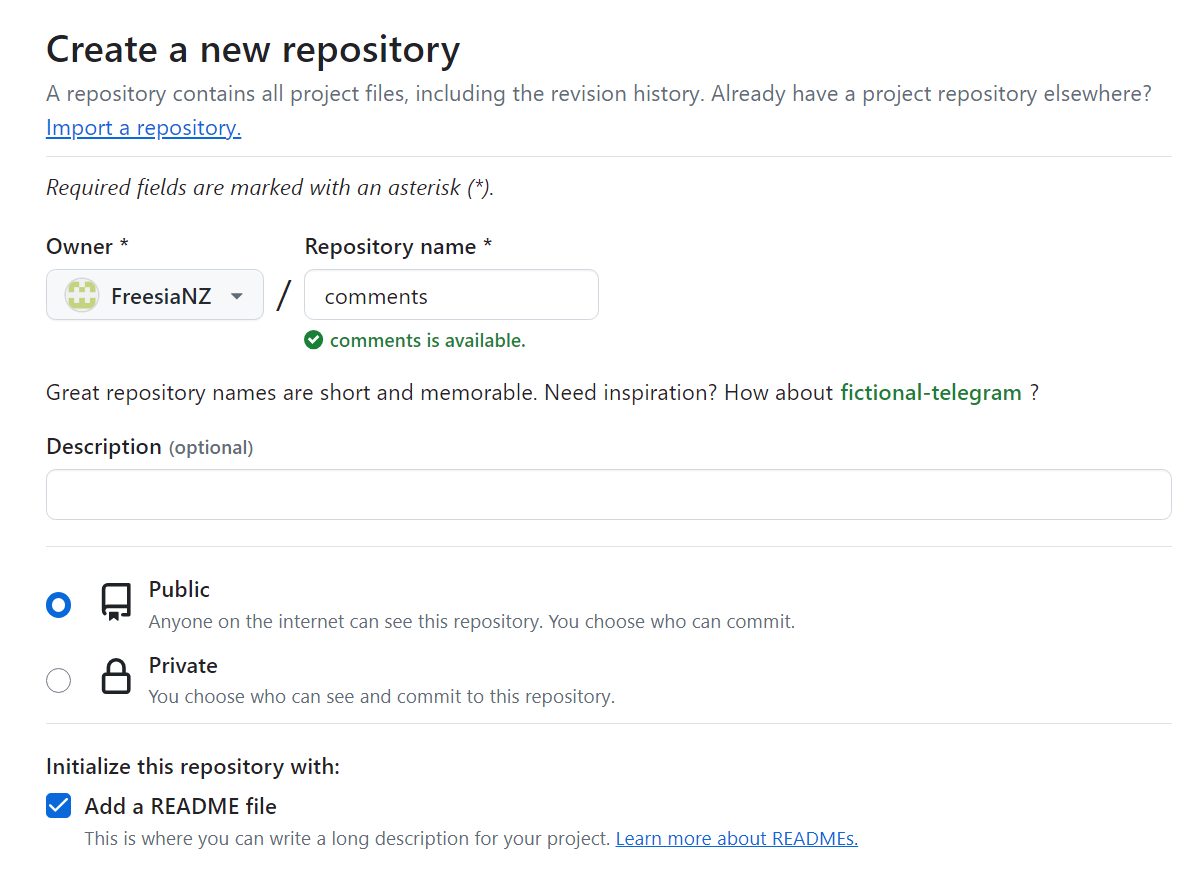 Create a new repository
A repository contains all project files, including the revision history. Already have a project repository elsewhere?
Import a repository.
Required fields are marked with an asterisk (*).
Owner * Repository name *
FreesiaNZ / comments
comments is available.
Great repository names are short and memorable. Need inspiration? How about fictional-telegram ?
Description (optional)
Public
Anyone on the internet can see this repository. You choose who can commit.
Private
You choose who can see and commit to this repository.
Initialize this repository with:
Add a README file
This is where you can write a long description for your project. Learn more about READMEs.